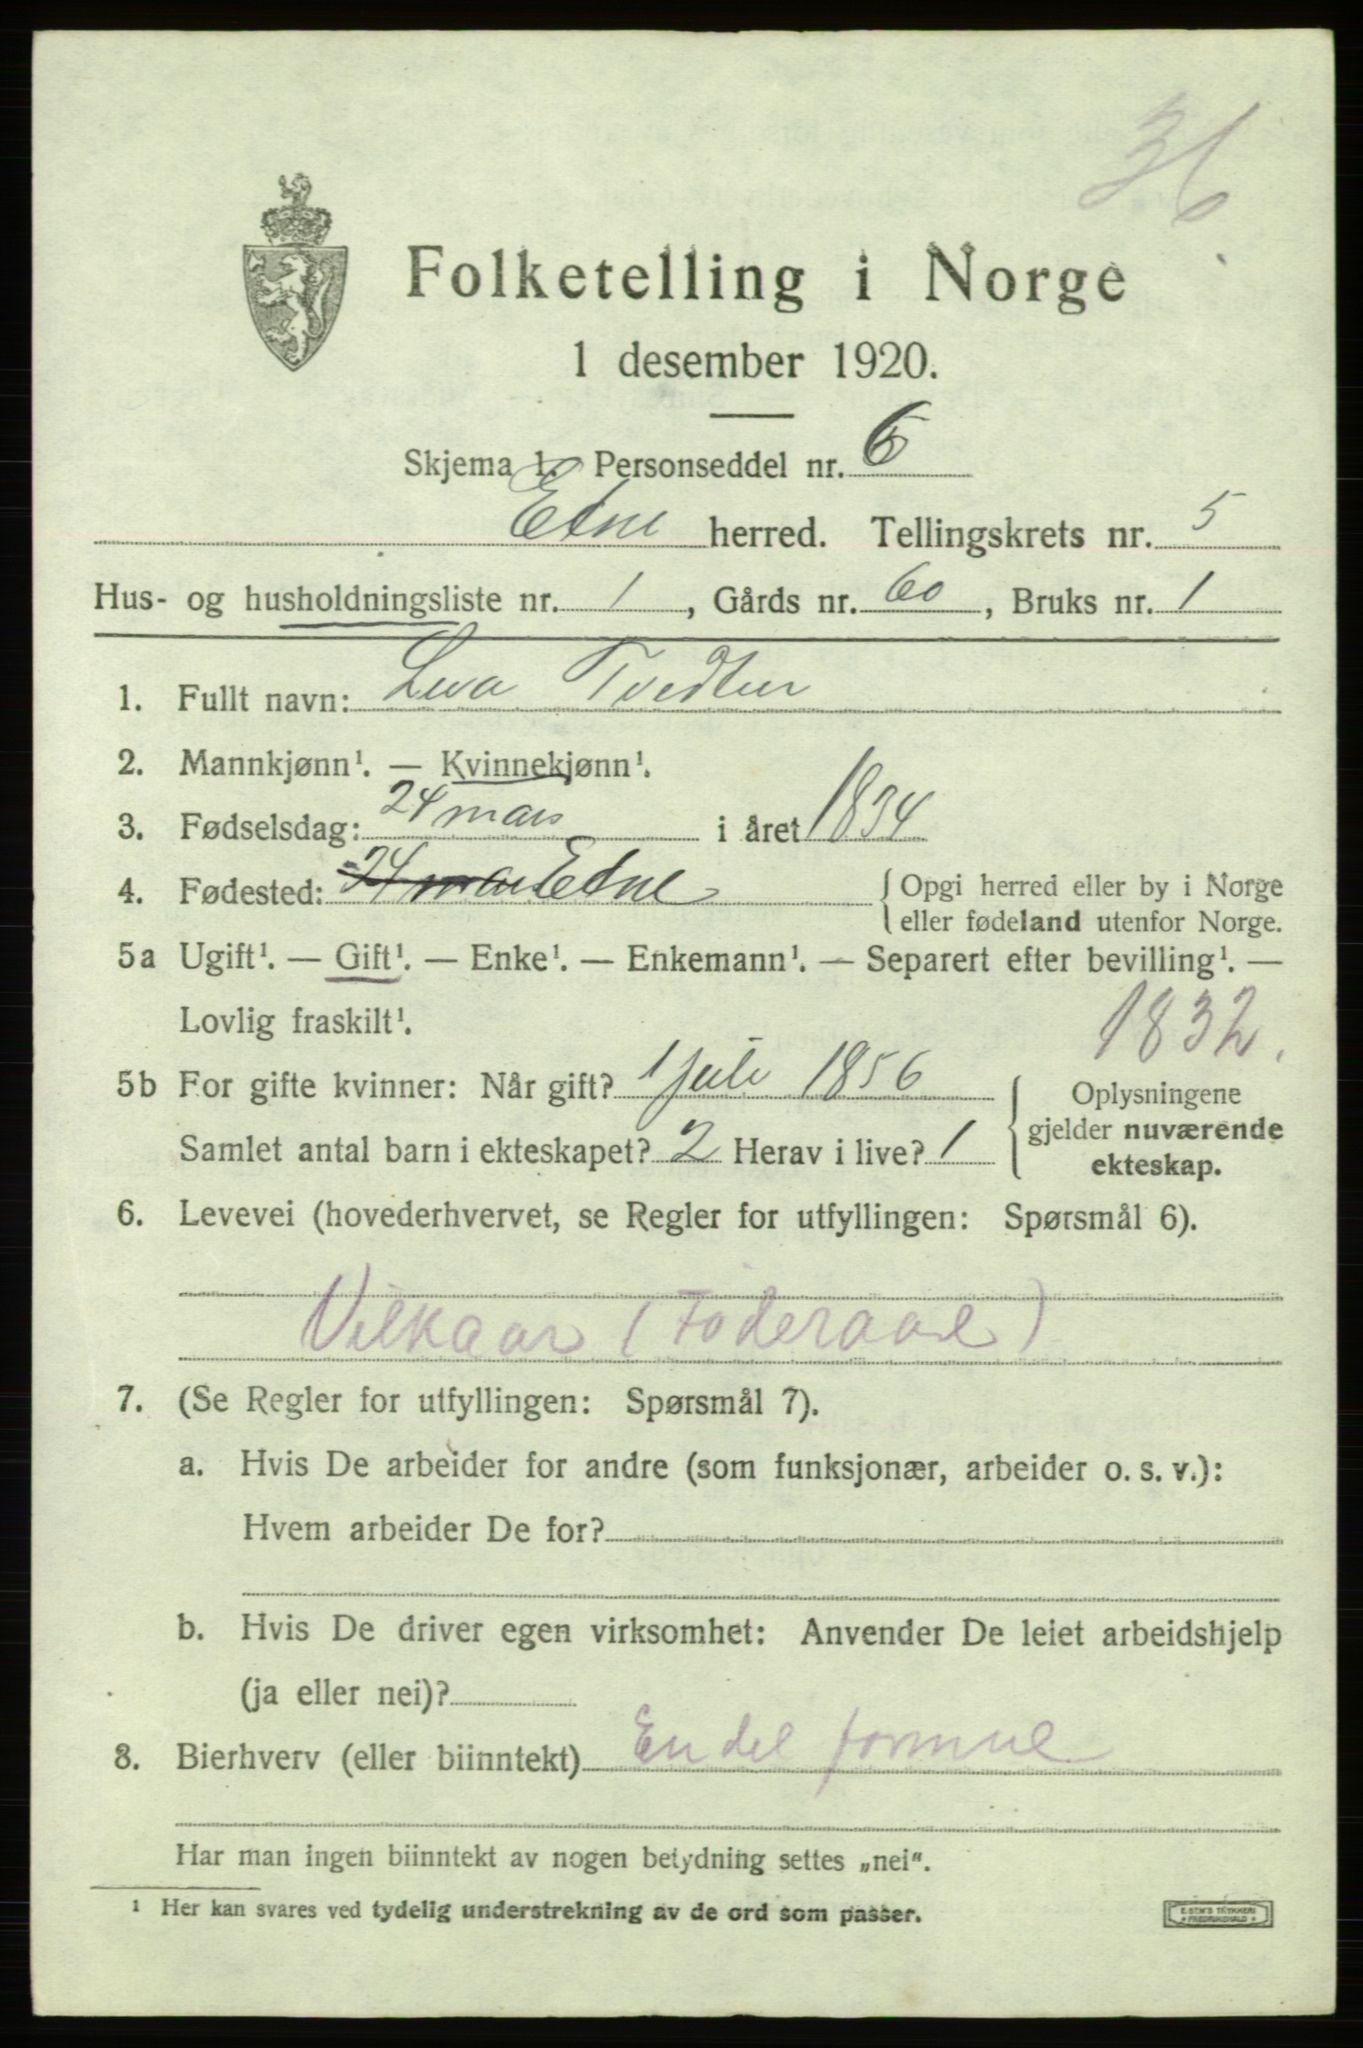 36
Folketelling i Norge
1 desember 1920.
Skjema 1. Personseddel nr. 6
Etne herred. Tellingskrets nr. 5
Hus- og husholdningsliste nr. 1, Gårds nr. 60, Bruks nr. 1
1. Fullt navn: Liva Tvedten
2. Mannkjønn¹. — Kvinnekjønn¹.
3. Fødselsdag: 24 mars i året 1834
4. Fødested: 24 mars Etne { Opgi herred eller by i Norge
eller fødeland utenfor Norge.
5a Ugift¹. — Gift¹. — Enke¹. — Enkemann¹. — Separert efter bevilling¹. —
Lovlig fraskilt¹.
1832.
5b For gifte kvinner: Når gift? 1 juli 1856 { Oplysningene
gjelder nuværende
Samlet antal barn i ekteskapet? 2 Herav i live? 1
ekteskap.
6. Levevei (hovederhvervet, se Regler for utfyllingen: Spørsmål 6).
Vilkaar (Föderaad)
7. (Se Regler for utfyllingen: Spørsmål 7).
a. Hvis De arbeider for andre (som funksjonær, arbeider o. s. v.):
Hvem arbeider De for?
b. Hvis De driver egen virksomhet: Anvender De leiet arbeidshjelp
(ja eller nei)?
8. Bierhverv (eller biinntekt) En del formue
Har man ingen biinntekt av nogen betydning settes „nei".
¹ Her kan svares ved tydelig understrekning av de ord som passer.